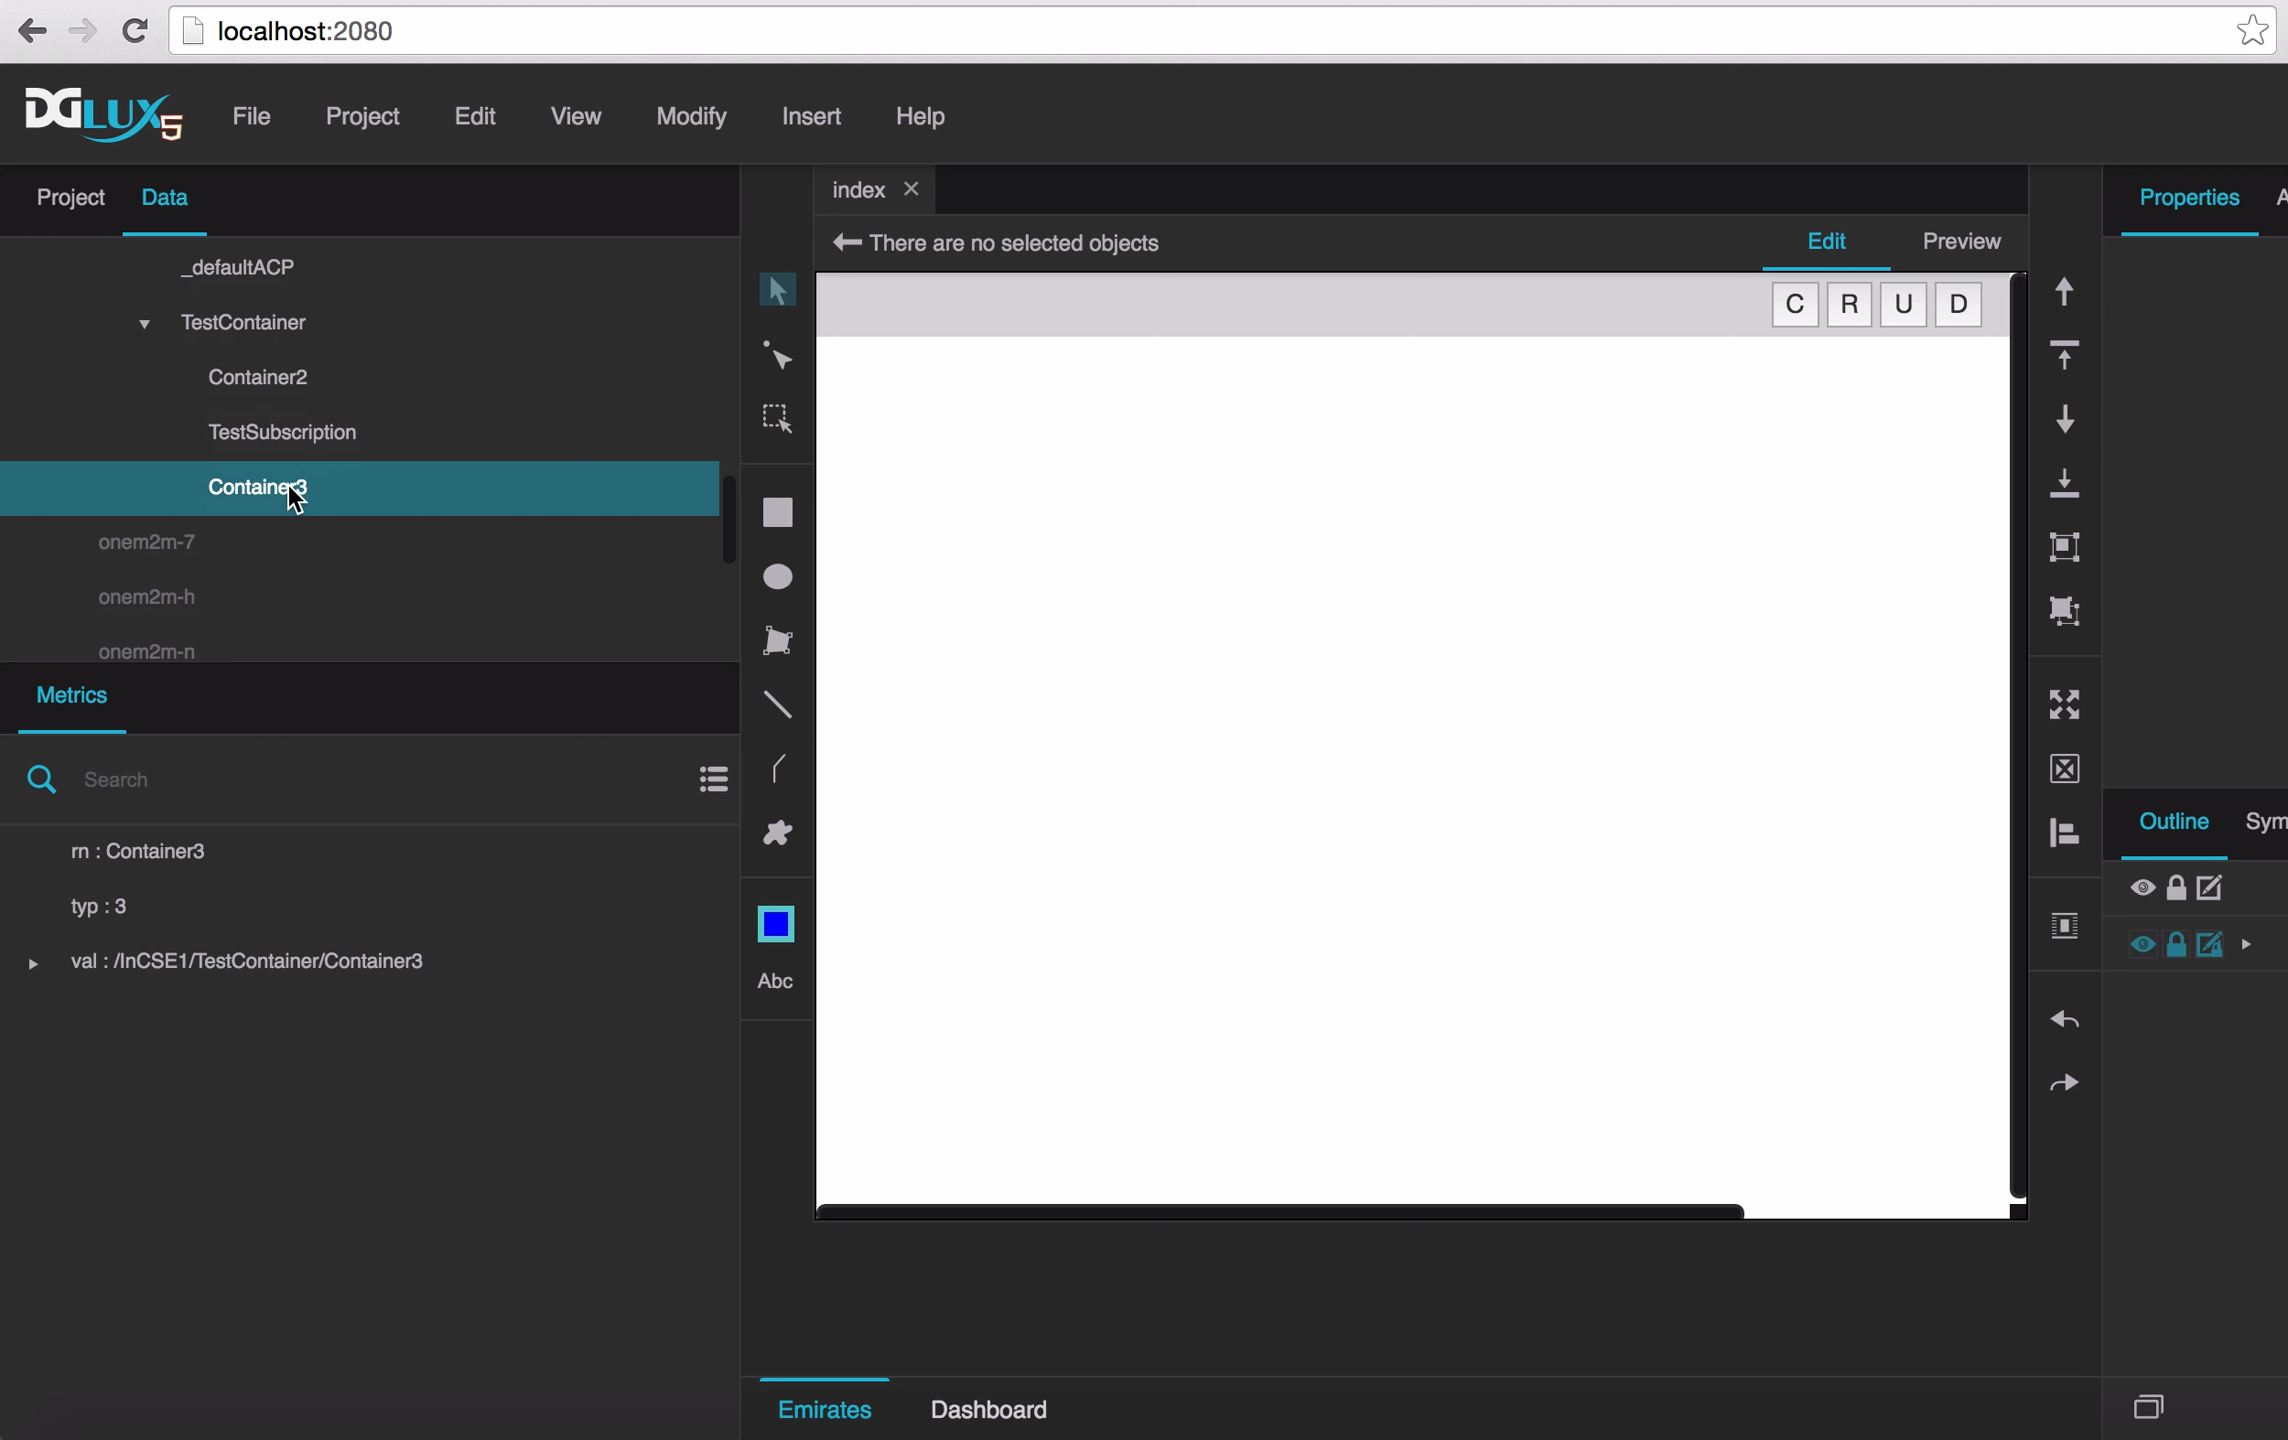 localhost:2080
DGLUX5
File Project Edit View Modify Insert Help
Project Data
_defaultACP
TestContainer
Container2
TestSubscription
Container3
onem2m-7
onem2m-h
onem2m-n
Metrics
Search
rn : Container3
typ : 3
val : /InCSE1/TestContainer/Container3
index
There are no selected objects
Edit Preview
C R U D
Abc
Emirates Dashboard
Properties A
Outline Sym